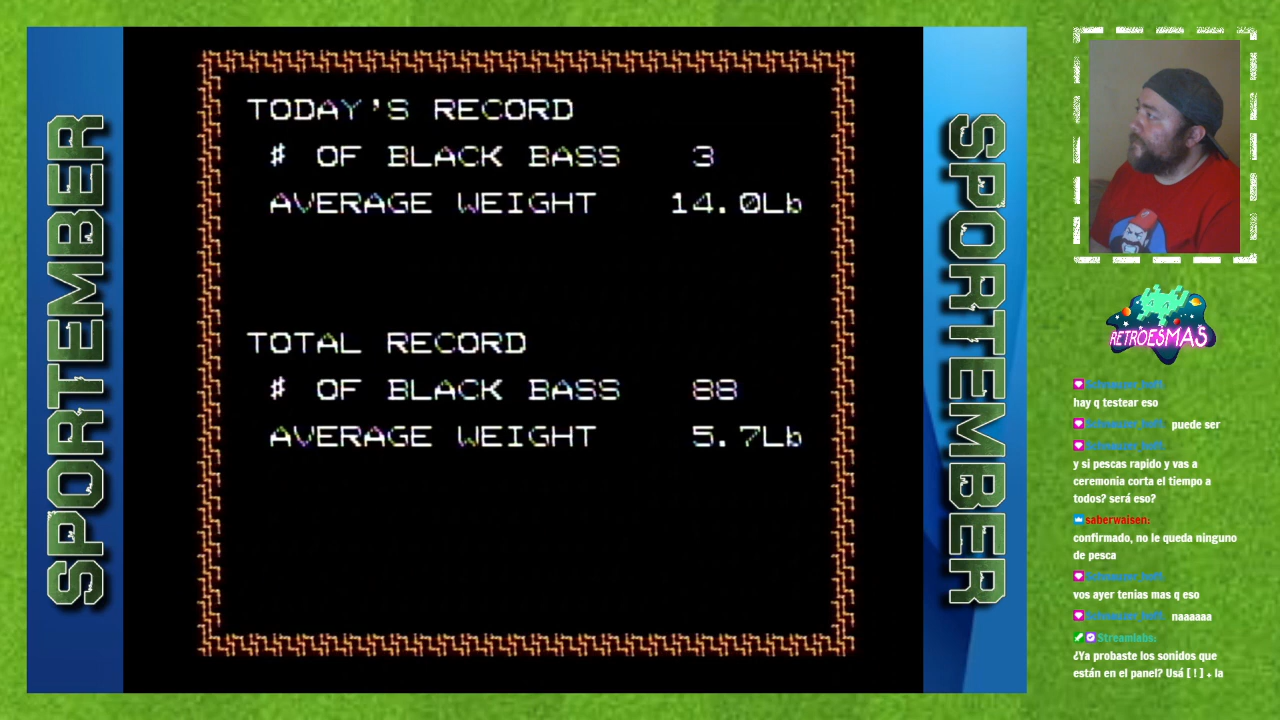 SPORTEMBER
TODAY'S RECORD
# OF BLACK BASS 3
AVERAGE WEIGHT 14.0Lb
TOTAL RECORD
# OF BLACK BASS 88
AVERAGE WEIGHT 5.7Lb
SPORTEMBER
RETROESMAS
hay q testear eso
puede ser
y si pescas rapido y vas a
ceremonia corta el tiempo a
todos? será eso?
saberwaisen:
confirmado, no le queda ninguno
de pesca
vos ayer tenias mas q eso
naaaaaa
Streamlabs:
¿Ya probaste los sonidos que
están en el panel? Usá [ ! ] + la